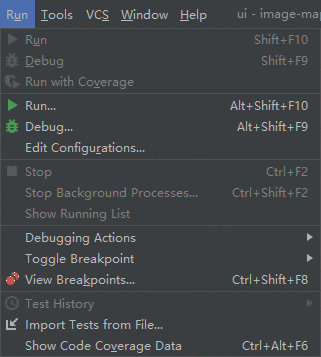 Run Tools VCS Window Help ui - image-ma
Run Shift+F10
Debug Shift+F9
Run with Coverage
Run... Alt+Shift+F10
Debug... Alt+Shift+F9
Edit Configurations...
Stop Ctrl+F2
Stop Background Processes... Ctrl+Shift+F2
Show Running List
Debugging Actions
Toggle Breakpoint
View Breakpoints... Ctrl+Shift+F8
Test History
Import Tests from File...
Show Code Coverage Data Ctrl+Alt+F6